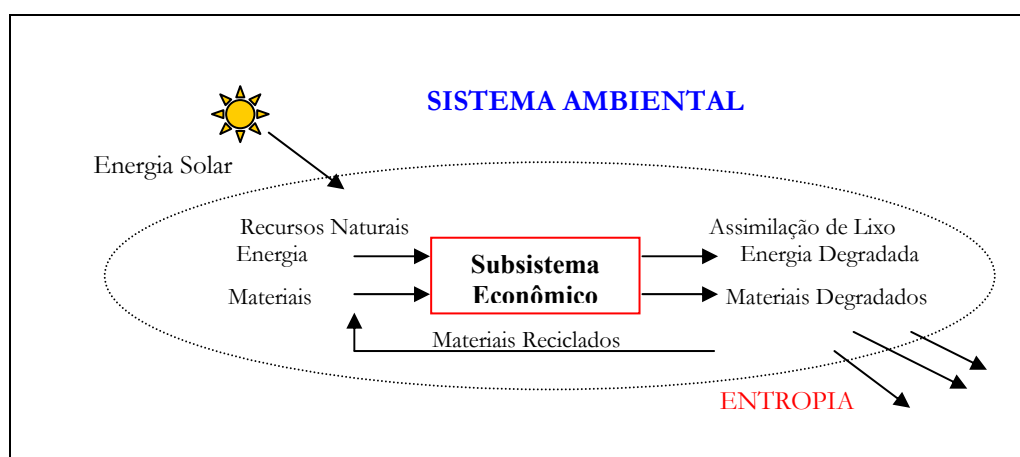 SISTEMA AMBIENTAL
Energia Solar
Recursos Naturais
Energia
Materiais
Subsistema
Econômico
Assimilação de Lixo
Energia Degradada
Materiais Degradados
Materiais Reciclados
ENTROPIA